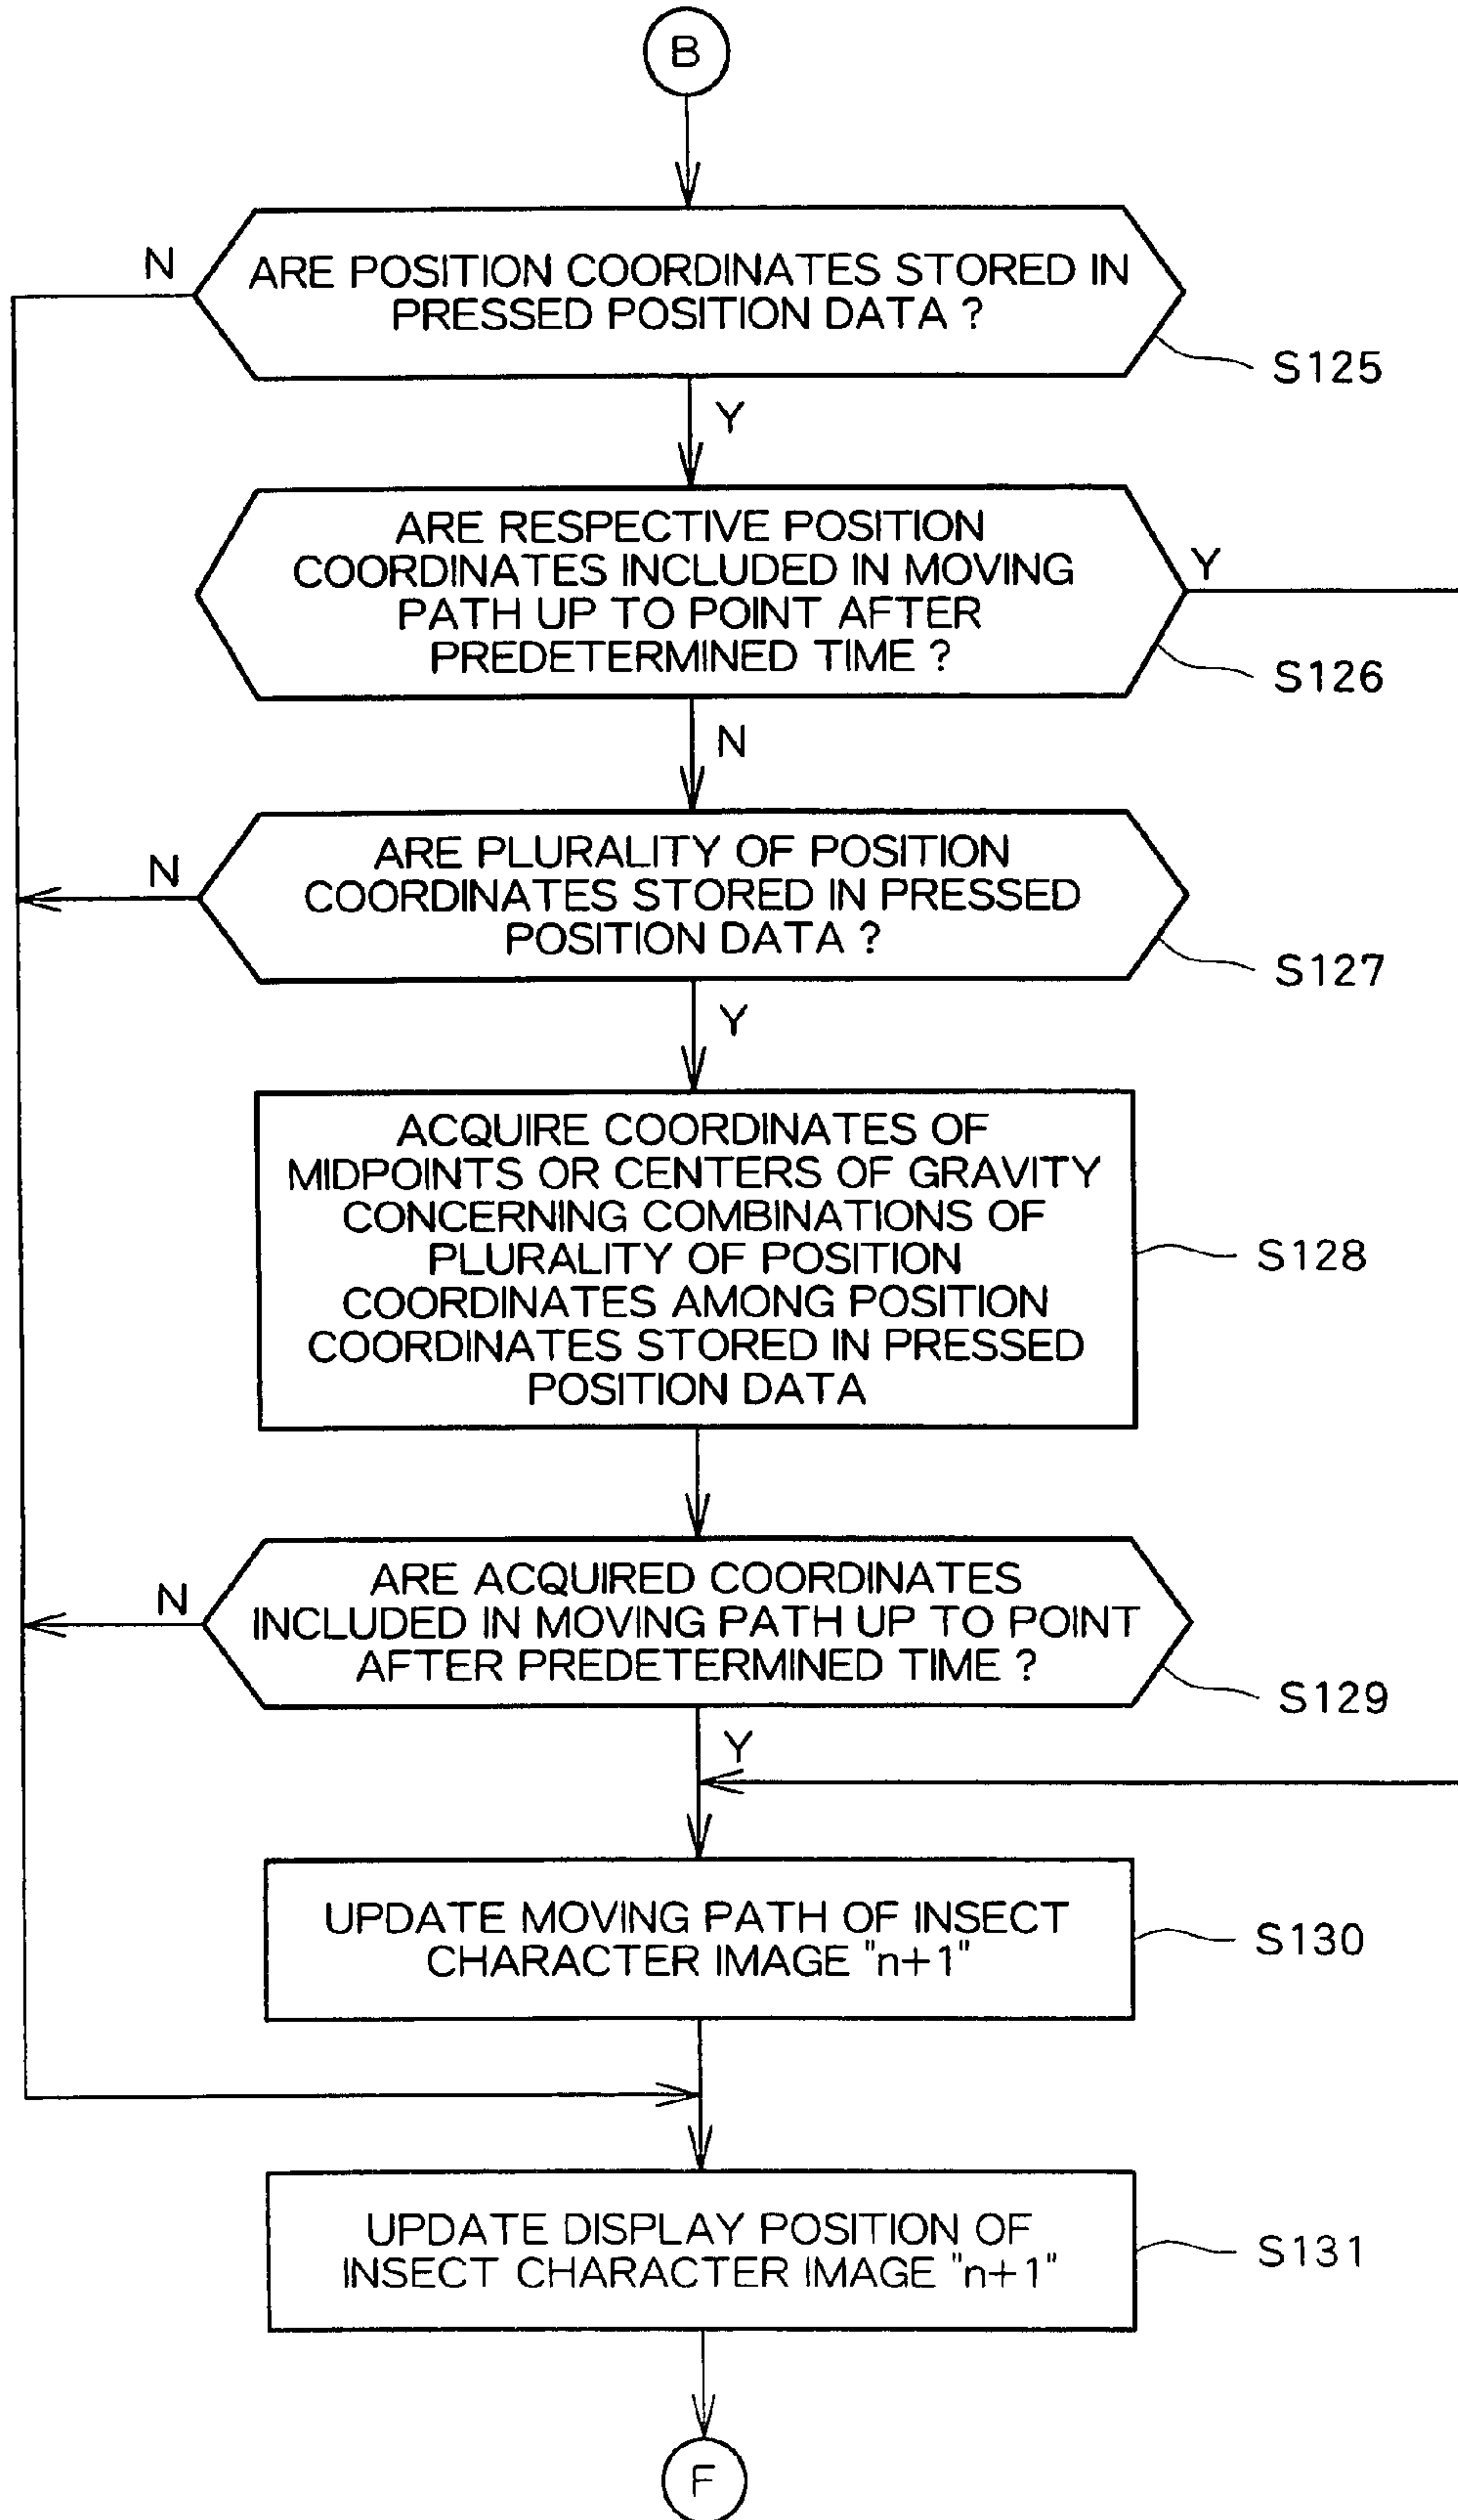 B
N
ARE POSITION COORDINATES STORED IN
PRESSED POSITION DATA ?
S125
Y
ARE RESPECTIVE POSITION
COORDINATES INCLUDED IN MOVING
PATH UP TO POINT AFTER
PREDETERMINED TIME ?
Y
S126
N
ARE PLURALITY OF POSITION
COORDINATES STORED IN PRESSED
POSITION DATA ?
N
S127
Y
ACQUIRE COORDINATES OF
MIDPOINTS OR CENTERS OF GRAVITY
CONCERNING COMBINATIONS OF
PLURALITY OF POSITION
COORDINATES AMONG POSITION
COORDINATES STORED IN PRESSED
POSITION DATA
S128
N
ARE ACQUIRED COORDINATES
INCLUDED IN MOVING PATH UP TO POINT
AFTER PREDETERMINED TIME ?
S129
Y
UPDATE MOVING PATH OF INSECT
CHARACTER IMAGE "n+1"
S130
UPDATE DISPLAY POSITION OF
INSECT CHARACTER IMAGE "n+1"
S131
F